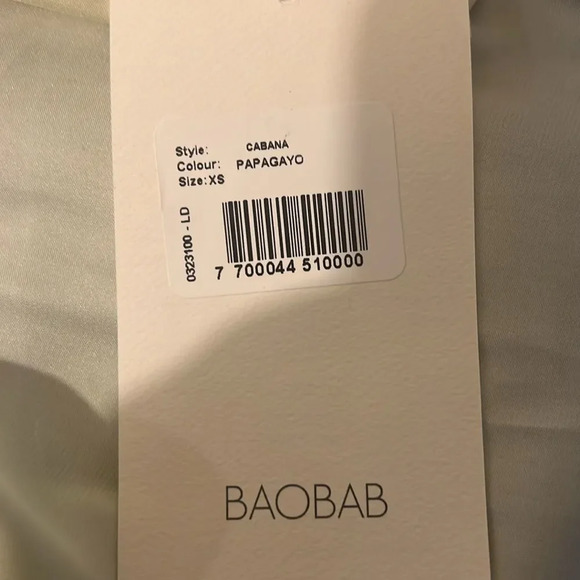 Style: CABANA
Colour: PAPAGAYO
Size:XS
0323100 - LD
7 700044 510000
BAOBAB